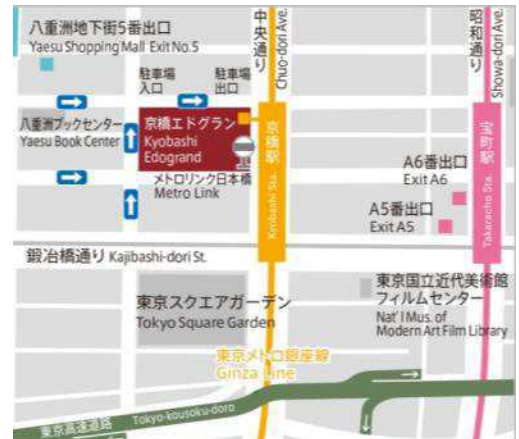 八重洲地下街5番出口
Yaesu Shopping Mall Exit No.5
中央通り
Chuo-dori Ave.
昭和通り
Showa-dori Ave.
駐車場
入口
駐車場
出口
八重洲ブックセンター
Yaesu Book Center
京橋エドグラン
Kyobashi
Edogrand
京橋駅
Kyobashi Sta.
宝町駅
Takaracho Sta.
メトロリンク日本橋
Metro Link
A6番出口
Exit A6
A5番出口
Exit A5
鍛冶橋通り Kajibashi-dori St.
東京スクエアガーデン
Tokyo Square Garden
東京国立近代美術館
フィルムセンター
Nat'l Mus. of
Modern Art Film Library
東京メトロ銀座線
Ginza Line
東京高速道路 Tokyo-kousoku-doro